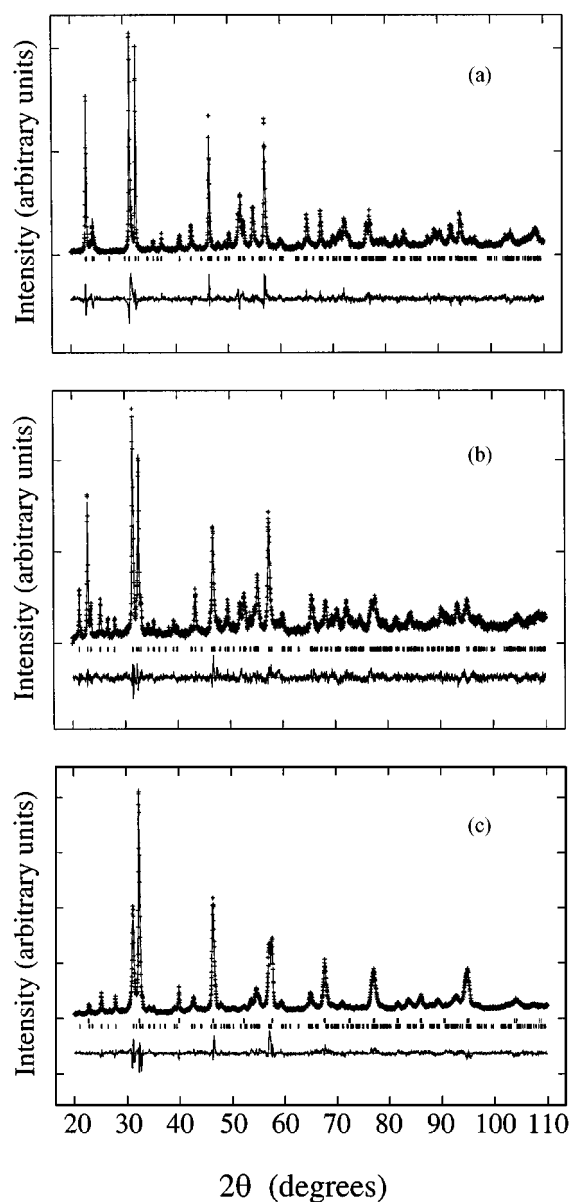 (a)
Intensity (arbitrary units)
(b)
Intensity (arbitrary units)
(c)
Intensity (arbitrary units)
20 30 40 50 60 70 80 90 100 110
2θ (degrees)